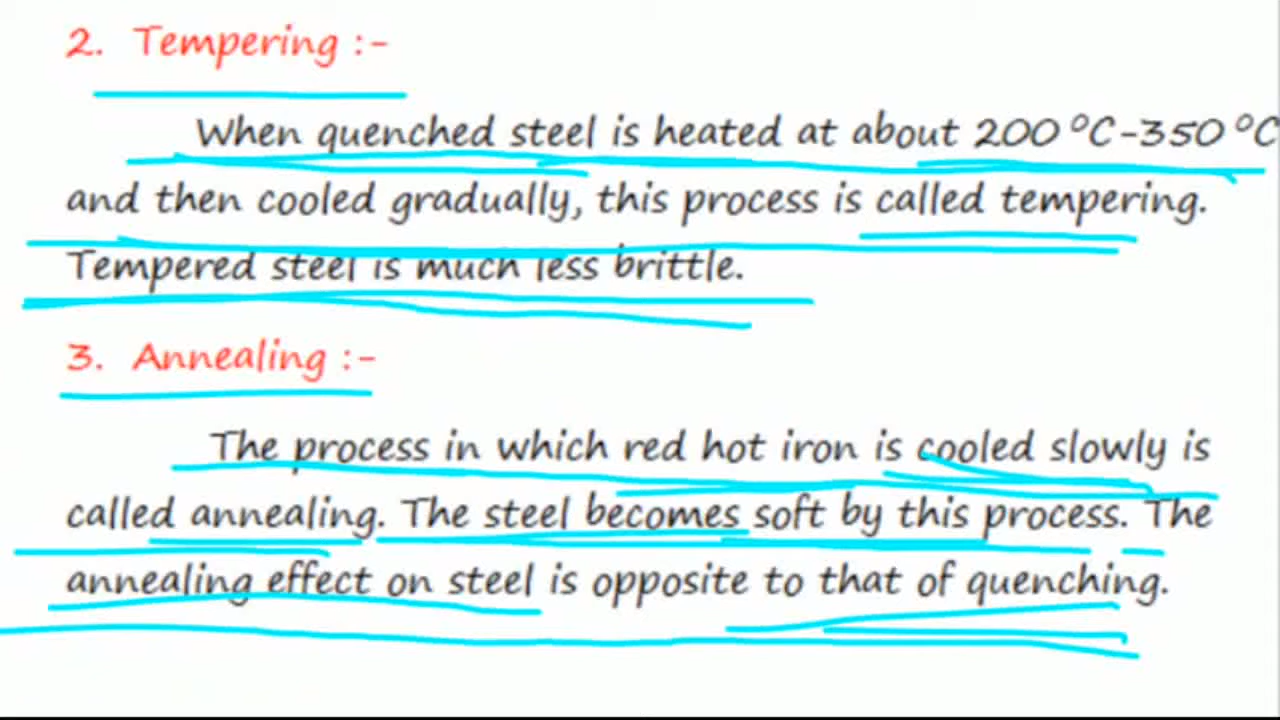 2. Tempering :-
When quenched steel is heated at about 200 °C-350 °C
and then cooled gradually, this process is called tempering.
Tempered steel is much less brittle.
3. Annealing :-
The process in which red hot iron is cooled slowly is
called annealing. The steel becomes soft by this process. The
annealing effect on steel is opposite to that of quenching.